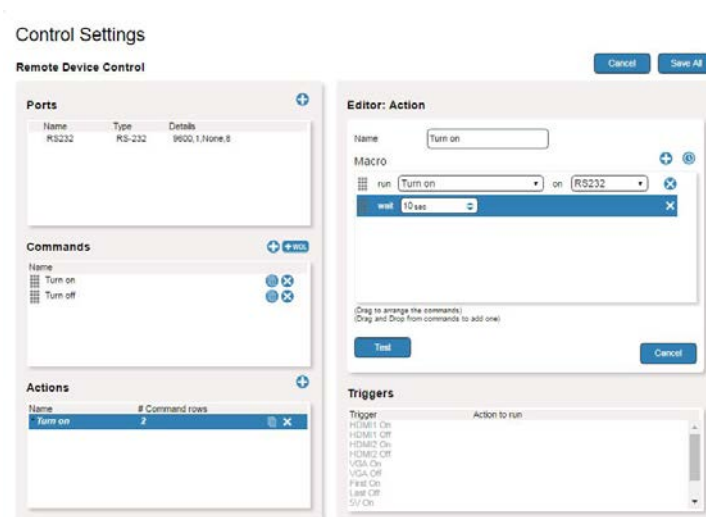 Control Settings
Remote Device Control
Cancel
Save All
Ports
Name Type Details
RS232 RS-232 9600,1,None,8
Commands
+ WOL
Name
Turn on
Turn off
Actions
Name # Command rows
*Turn on 2
Editor: Action
Name Turn on
Macro
run Turn on on RS232
wait 10 sec
(Drag to arrange the commands)
(Drag and Drop from commands to add one)
Test
Cancel
Triggers
Trigger Action to run
HDMI1 On
HDMI1 Off
HDMI2 On
HDMI2 Off
VGA On
VGA Off
First On
Last Off
5V On